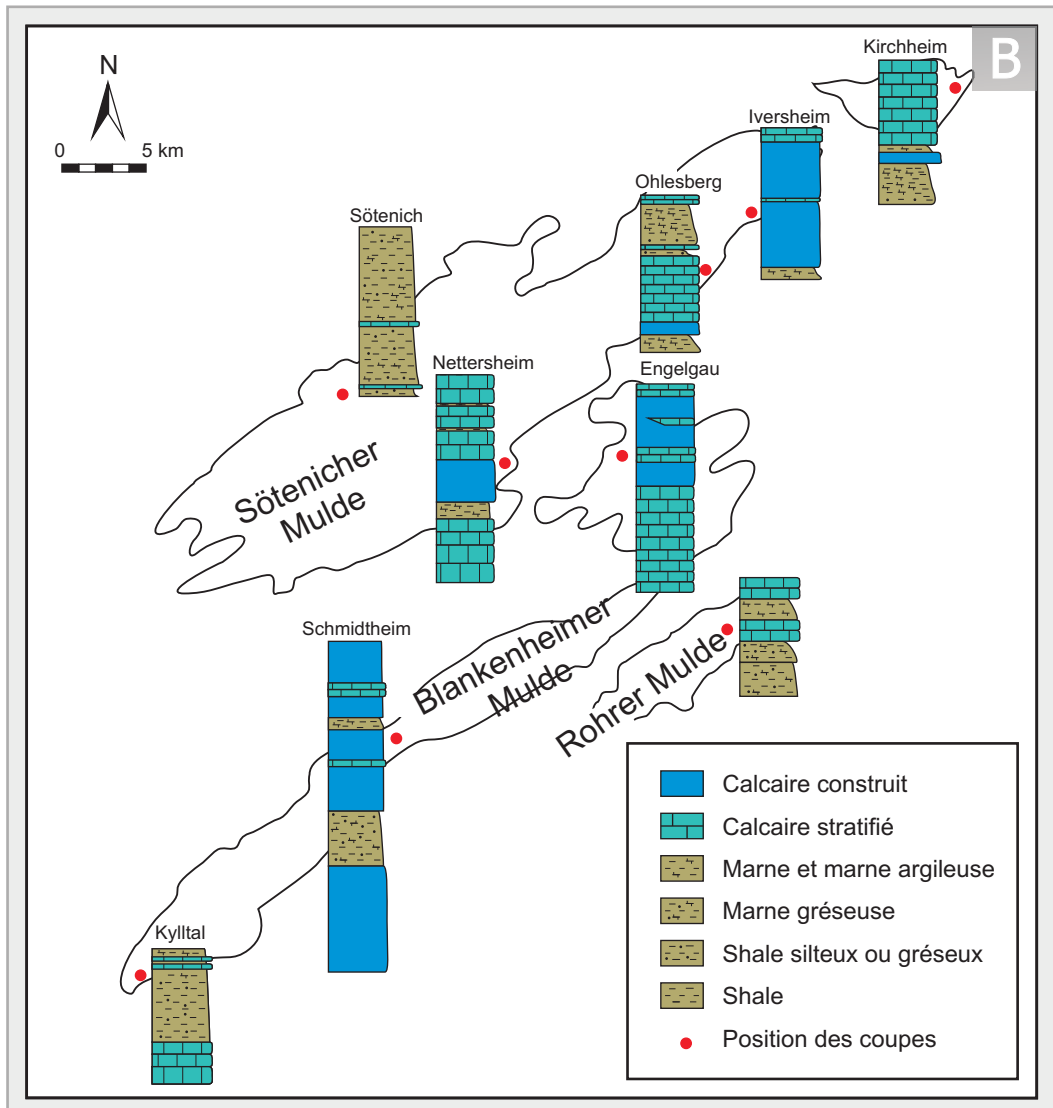 B
Kirchheim
N
Iversheim
0 5 km
Ohlesberg
Sötenich
Nettersheim
Engelgau
Sötenicher
Mulde
Schmidtheim
Blankenheimer
Mulde
Rohrer Mulde
Kylltal
Calcaire construit
Calcaire stratifié
Marne et marne argileuse
Marne gréseuse
Shale silteux ou gréseux
Shale
Position des coupes